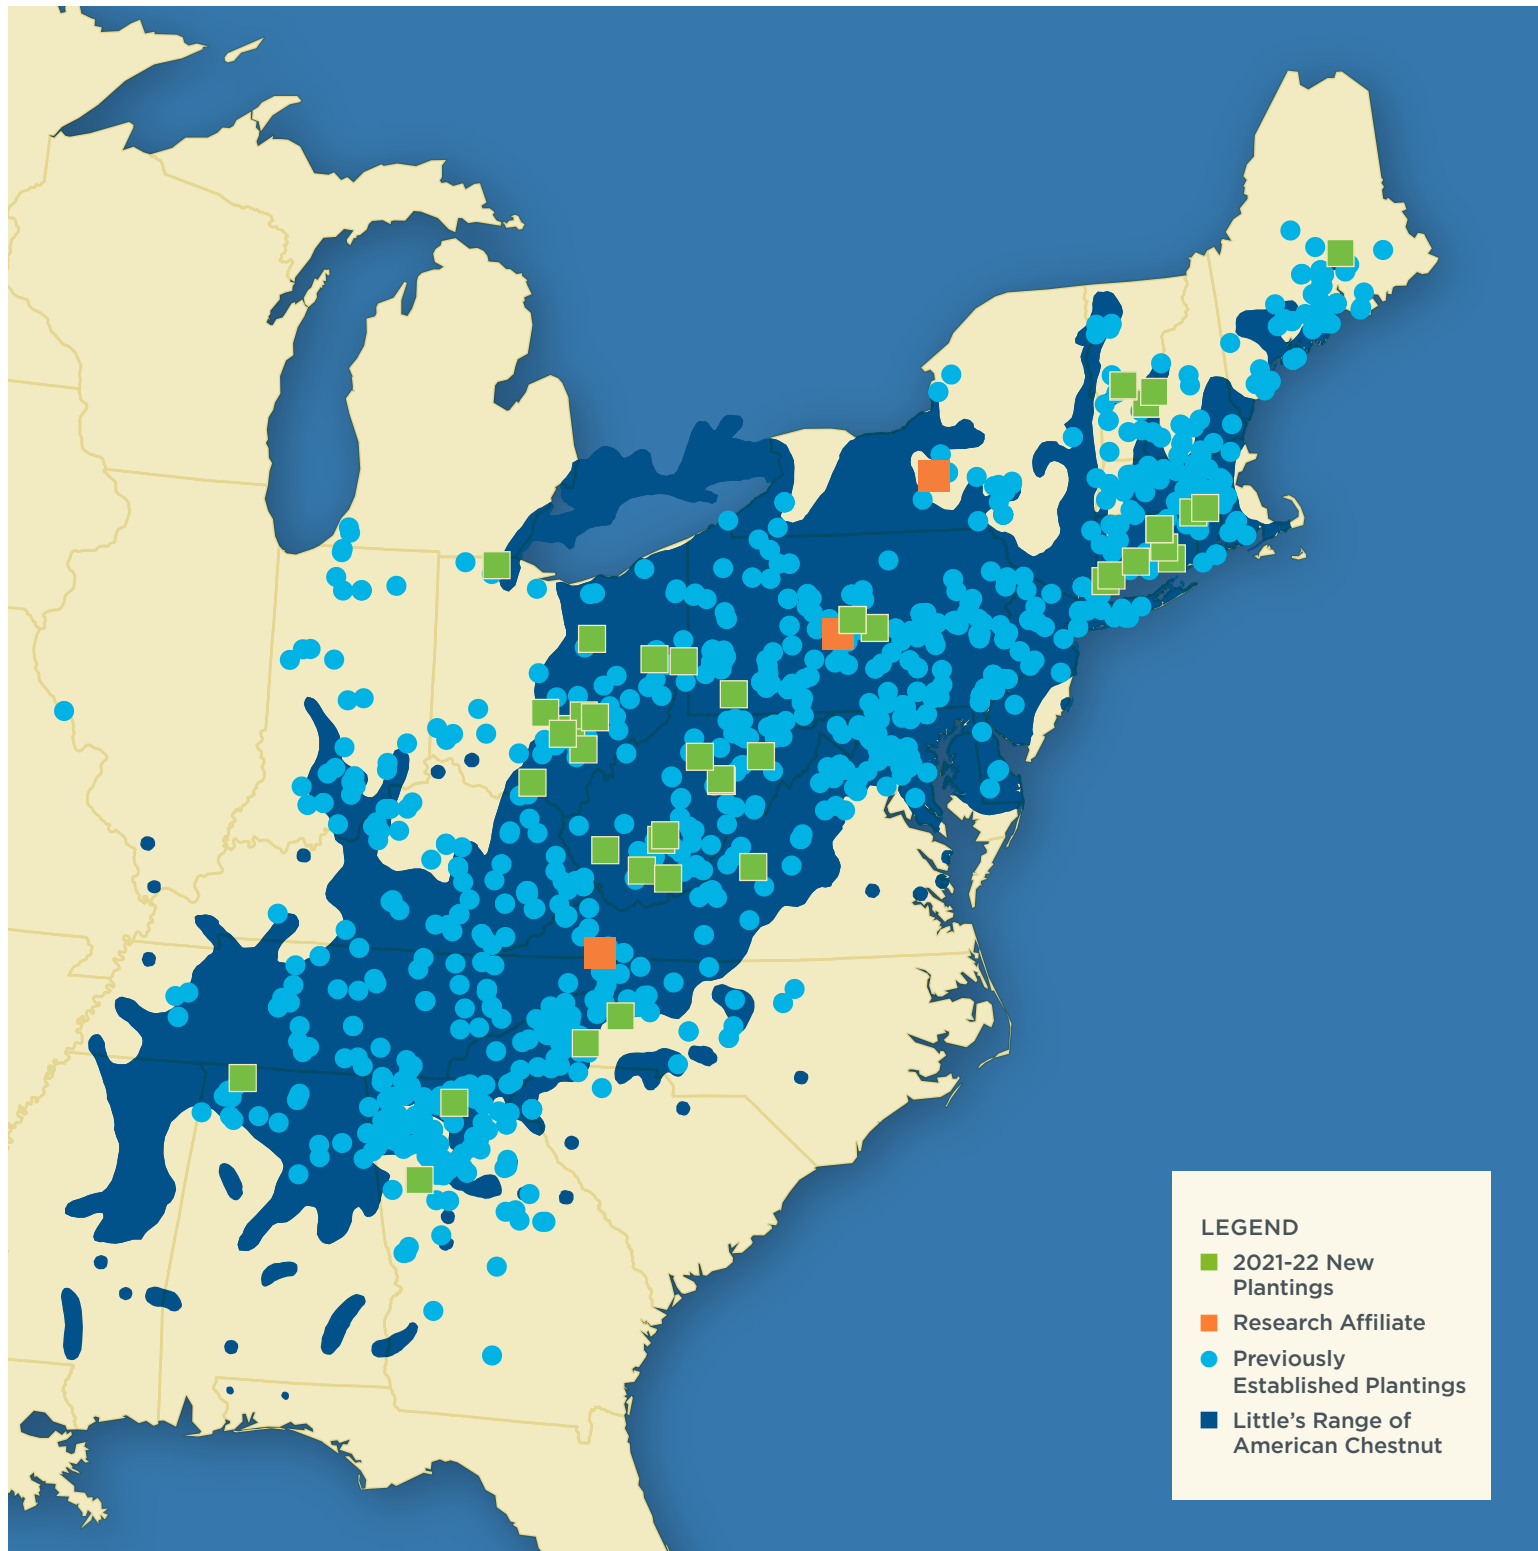 LEGEND
2021-22 New
Plantings
Research Affiliate
Previously
Established Plantings
Little’s Range of
American Chestnut